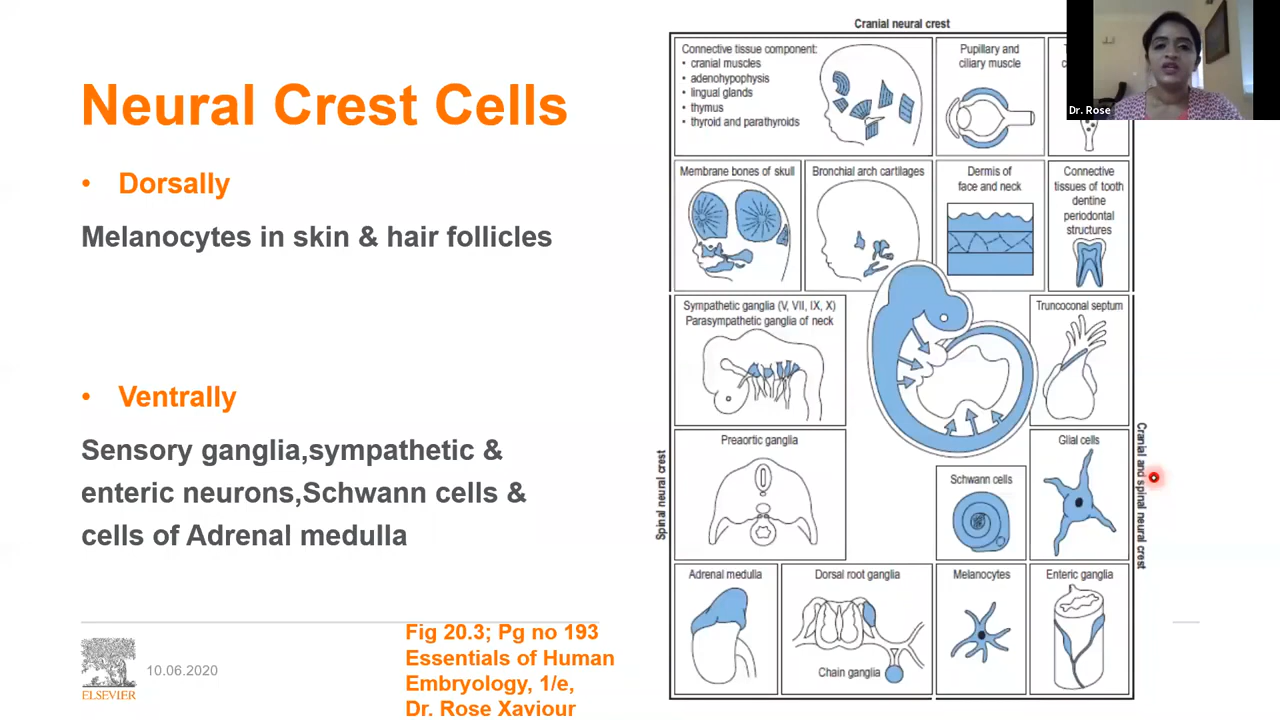 Neural Crest Cells
• Dorsally
Melanocytes in skin & hair follicles
• Ventrally
Sensory ganglia,sympathetic &
enteric neurons,Schwann cells &
cells of Adrenal medulla
ELSEVIER
10.06.2020
Fig 20.3; Pg no 193
Essentials of Human
Embryology, 1/e,
Dr. Rose Xaviour
Cranial neural crest
Connective tissue component:
• cranial muscles
• adenohypophysis
• lingual glands
• thymus
• thyroid and parathyroids
Pupillary and
ciliary muscle
Dr. Rose
Membrane bones of skull
Bronchial arch cartilages
Dermis of
face and neck
Connective
tissues of tooth
dentine
periodontal
structures
Sympathetic ganglia (V, VII, IX, X)
Parasympathetic ganglia of neck
Truncoconal septum
Preaortic ganglia
Schwann cells
Glial cells
Spinal neural crest
Cranial and spinal neural crest
Adrenal medulla
Dorsal root ganglia
Chain ganglia
Melanocytes
Enteric ganglia